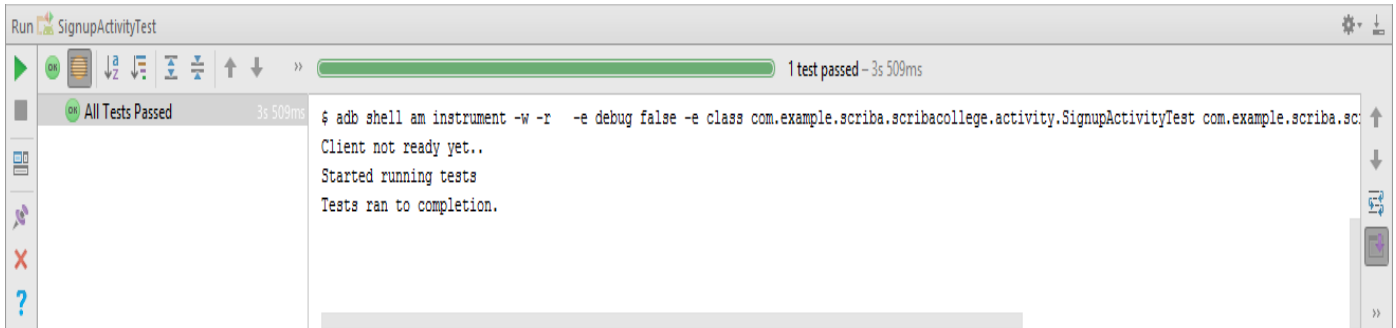 Run SignupActivityTest
OK a z » 1 test passed – 3s 509ms
OK All Tests Passed 3s 509ms
$ adb shell am instrument -w -r   -e debug false -e class com.example.scriba.scribacollege.activity.SignupActivityTest com.example.scriba.sc
Client not ready yet..
Started running tests
Tests ran to completion.
?
»